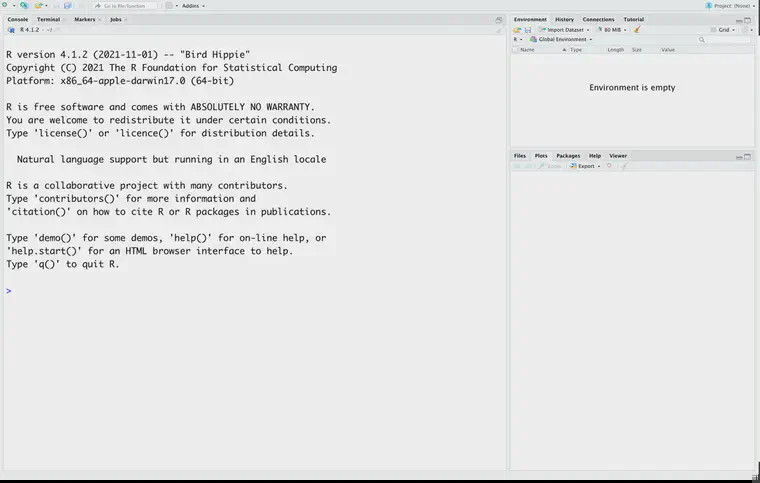 Go to file/function
Addins
Project: (None)
Console Terminal Markers Jobs
R 4.1.2 · ~/
R version 4.1.2 (2021-11-01) -- "Bird Hippie"
Copyright (C) 2021 The R Foundation for Statistical Computing
Platform: x86_64-apple-darwin17.0 (64-bit)
R is free software and comes with ABSOLUTELY NO WARRANTY.
You are welcome to redistribute it under certain conditions.
Type 'license()' or 'licence()' for distribution details.
Natural language support but running in an English locale
R is a collaborative project with many contributors.
Type 'contributors()' for more information and
'citation()' on how to cite R or R packages in publications.
Type 'demo()' for some demos, 'help()' for on-line help, or
'help.start()' for an HTML browser interface to help.
Type 'q()' to quit R.
>
Environment History Connections Tutorial
Import Dataset 80 MiB Grid
R Global Environment
Name Type Length Size Value
Environment is empty
Files Plots Packages Help Viewer
Zoom Export